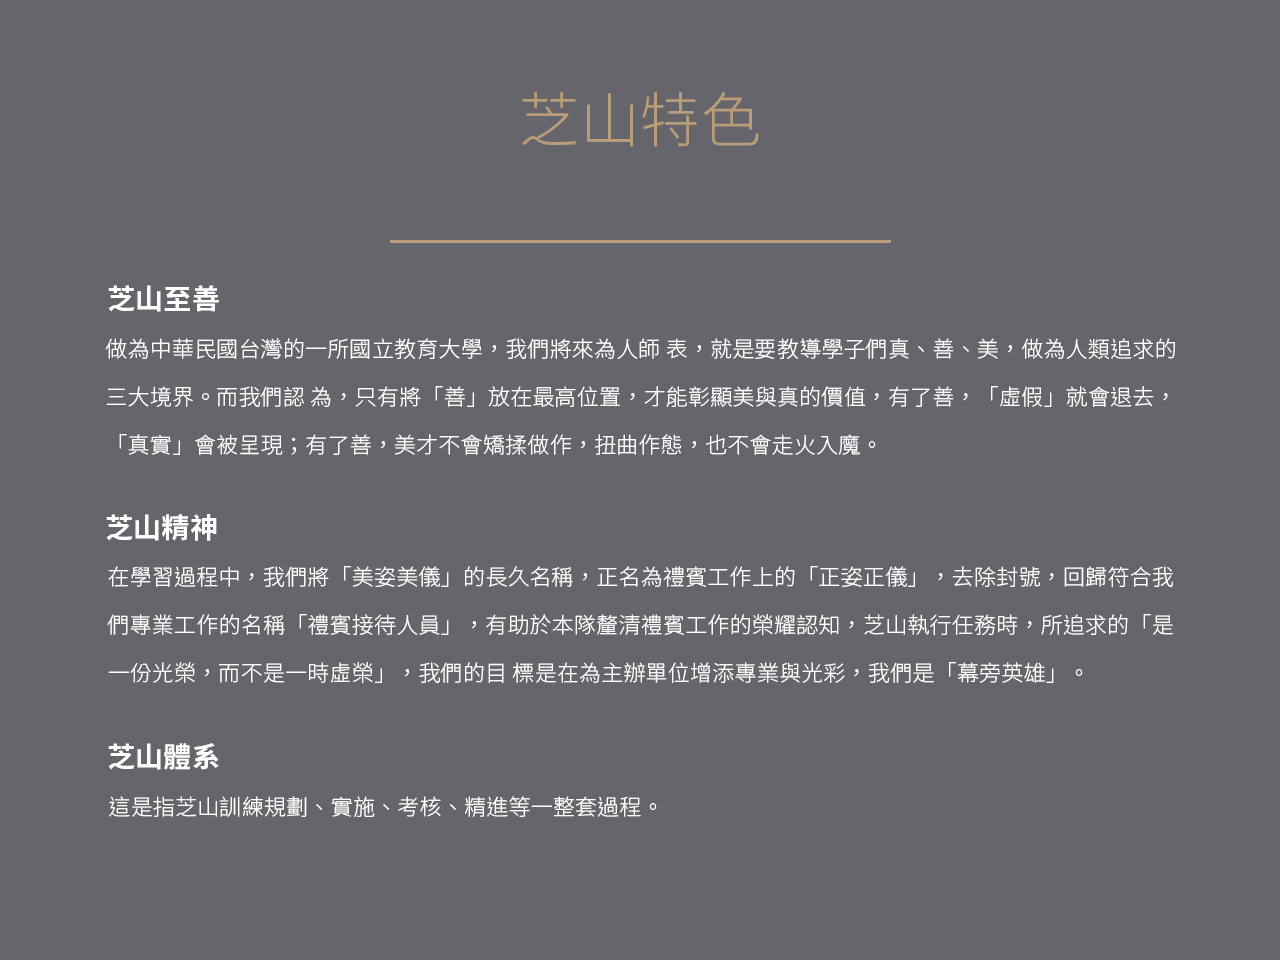 芝山特色
芝山至善
做為中華民國台灣的一所國立教育大學，我們將來為人師 表，就是要教導學子們真、善、美，做為人類追求的
三大境界。而我們認 為，只有將「善」放在最高位置，才能彰顯美與真的價值，有了善，「虛假」就會退去，
「真實」會被呈現；有了善，美才不會矯揉做作，扭曲作態，也不會走火入魔。
芝山精神
在學習過程中，我們將「美姿美儀」的長久名稱，正名為禮賓工作上的「正姿正儀」，去除封號，回歸符合我
們專業工作的名稱「禮賓接待人員」，有助於本隊釐清禮賓工作的榮耀認知，芝山執行任務時，所追求的「是
一份光榮，而不是一時虛榮」，我們的目 標是在為主辦單位增添專業與光彩，我們是「幕旁英雄」。
芝山體系
這是指芝山訓練規劃、實施、考核、精進等一整套過程。